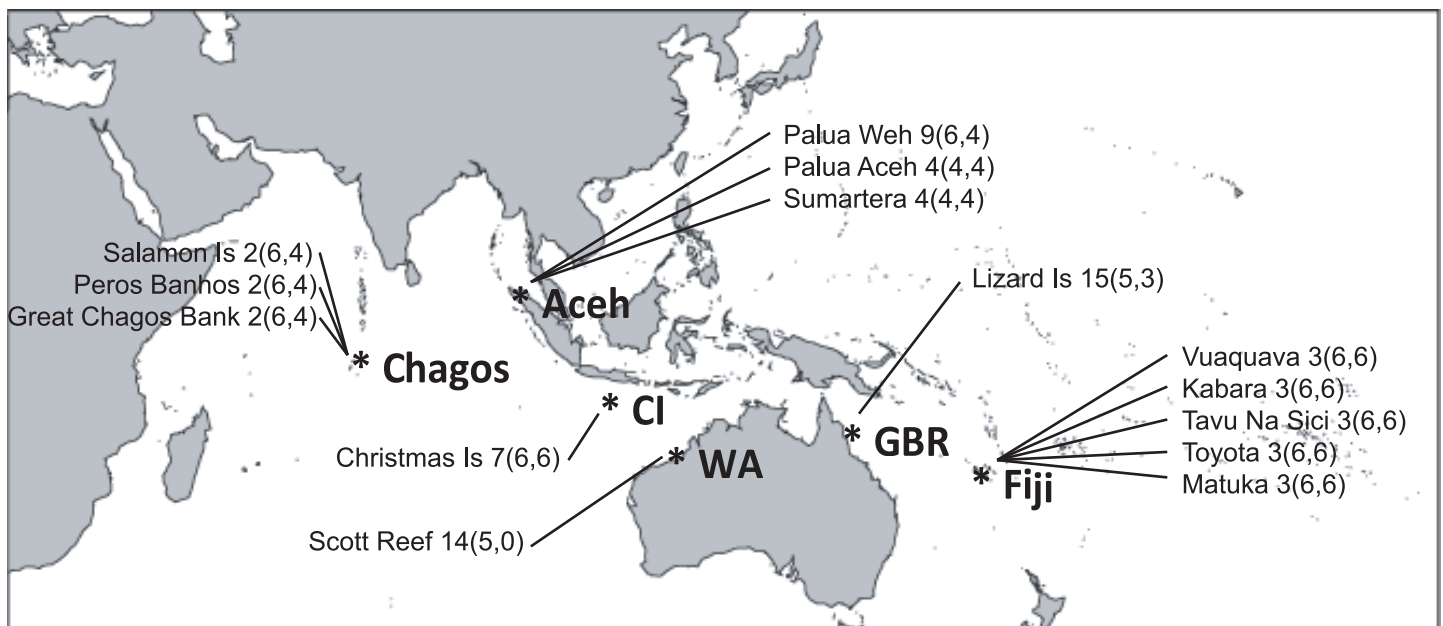 Palua Weh 9(6,4)
Palua Aceh 4(4,4)
Sumartera 4(4,4)
Salamon Is 2(6,4)
Peros Banhos 2(6,4)
Great Chagos Bank 2(6,4)
Lizard Is 15(5,3)
* Aceh
* Chagos
Vuaquava 3(6,6)
Kabara 3(6,6)
Tavu Na Sici 3(6,6)
Toyota 3(6,6)
Matuka 3(6,6)
* CI
* GBR
Christmas Is 7(6,6)
* WA
* Fiji
Scott Reef 14(5,0)